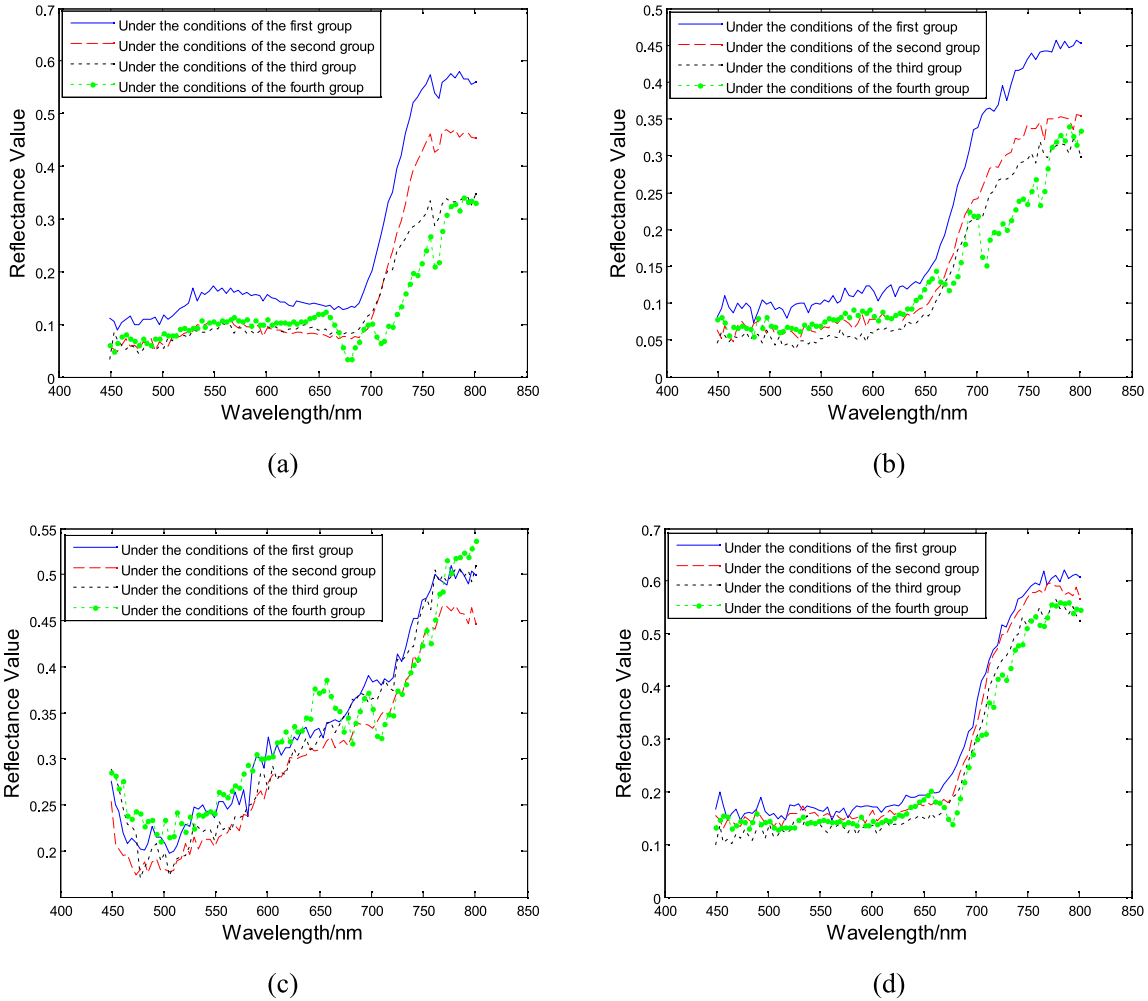 Under the conditions of the first group
Under the conditions of the second group
Under the conditions of the third group
Under the conditions of the fourth group
Reflectance Value
0.7
0.6
0.5
0.4
0.3
0.2
0.1
0
400 450 500 550 600 650 700 750 800 850
Wavelength/nm
(a)
Under the conditions of the first group
Under the conditions of the second group
Under the conditions of the third group
Under the conditions of the fourth group
Reflectance Value
0.5
0.45
0.4
0.35
0.3
0.25
0.2
0.15
0.1
0.05
0
400 450 500 550 600 650 700 750 800 850
Wavelength/nm
(b)
Under the conditions of the first group
Under the conditions of the second group
Under the conditions of the third group
Under the conditions of the fourth group
Reflectance Value
0.55
0.5
0.45
0.4
0.35
0.3
0.25
0.2
400 450 500 550 600 650 700 750 800 850
Wavelength/nm
(c)
Under the conditions of the first group
Under the conditions of the second group
Under the conditions of the third group
Under the conditions of the fourth group
Reflectance Value
0.7
0.6
0.5
0.4
0.3
0.2
0.1
0
400 450 500 550 600 650 700 750 800 850
Wavelength/nm
(d)